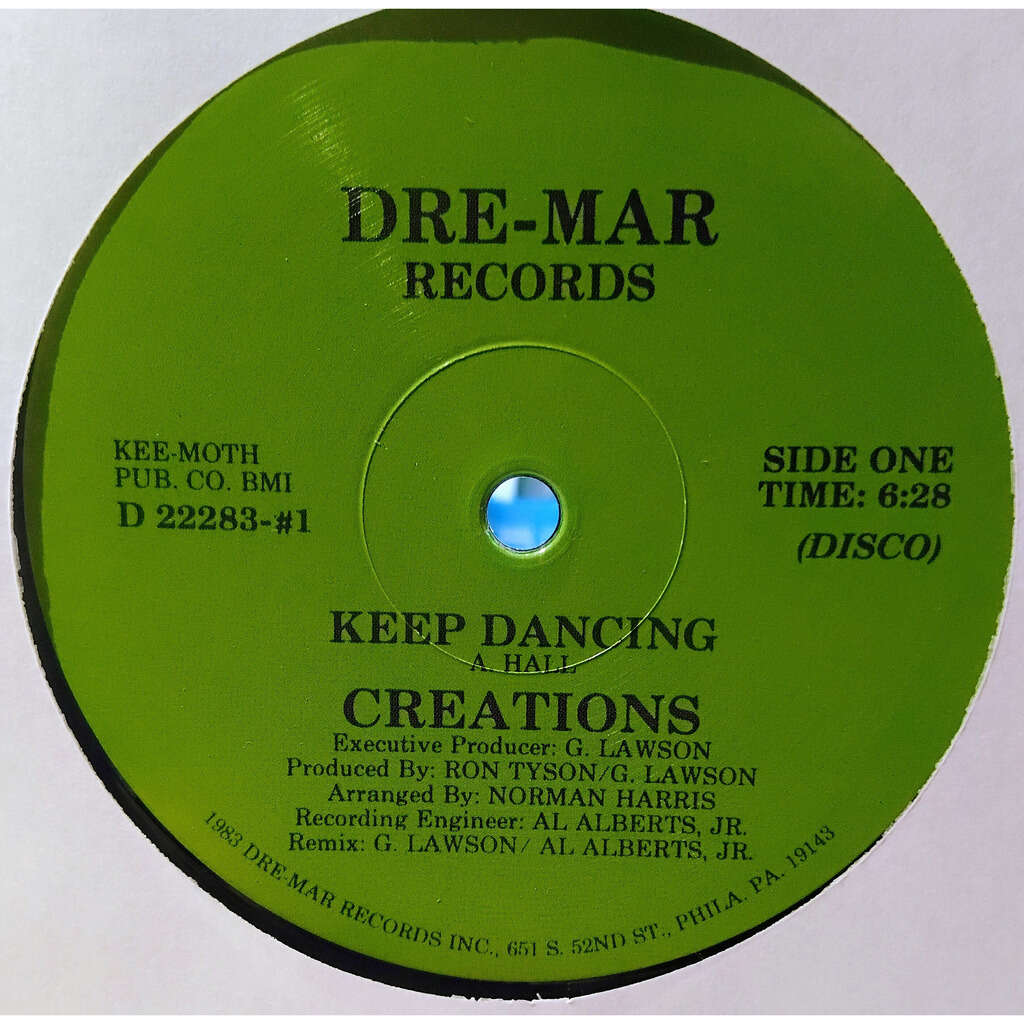 DRE-MAR
RECORDS
KEE-MOTH
PUB. CO. BMI
D 22283-#1
SIDE ONE
TIME: 6:28
(DISCO)
KEEP DANCING
A. HALL
CREATIONS
Executive Producer: G. LAWSON
Produced By: RON TYSON/G. LAWSON
Arranged By: NORMAN HARRIS
Recording Engineer: AL ALBERTS, JR.
Remix: G. LAWSON/ AL ALBERTS, JR.
1983 DRE-MAR RECORDS INC., 651 S. 52ND ST., PHILA. PA. 19143